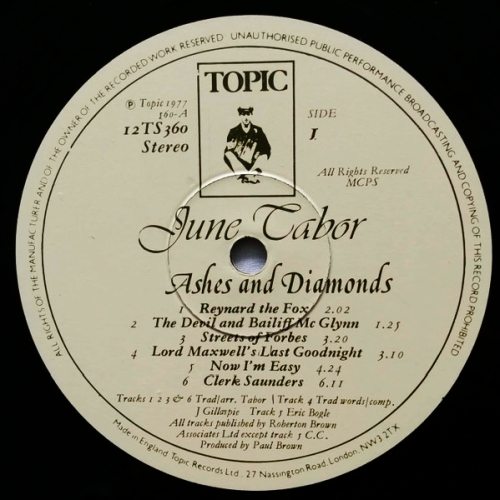 ALL RIGHTS OF THE MANUFACTURER AND OF THE OWNER OF THE RECORDED WORK RESERVED UNAUTHORISED PUBLIC PERFORMANCE BROADCASTING AND COPYING OF THIS RECORD PROHIBITED
TOPIC
℗ Topic 1977
360-A
12TS360
Stereo
SIDE
1
All Rights Reserved
MCPS
June Tabor
Ashes and Diamonds
1 Reynard the Fox 2.02
2 The Devil and Bailiff Mc Glynn 1.25
3 Streets of Forbes 3.20
4 Lord Maxwell's Last Goodnight 3.10
5 Now I'm Easy 4.24
6 Clerk Saunders 6.11
Tracks 1 2 3 & 6 Trad/arr. Tabor \ Track 4 Trad words/comp.
J Gillaspie Track 5 Eric Bogle
All tracks published by Roberton Brown
Associates Ltd except track 5 C.C.
Produced by Paul Brown
Made in England Topic Records Ltd., 27 Nassington Road, London, NW3 2TX